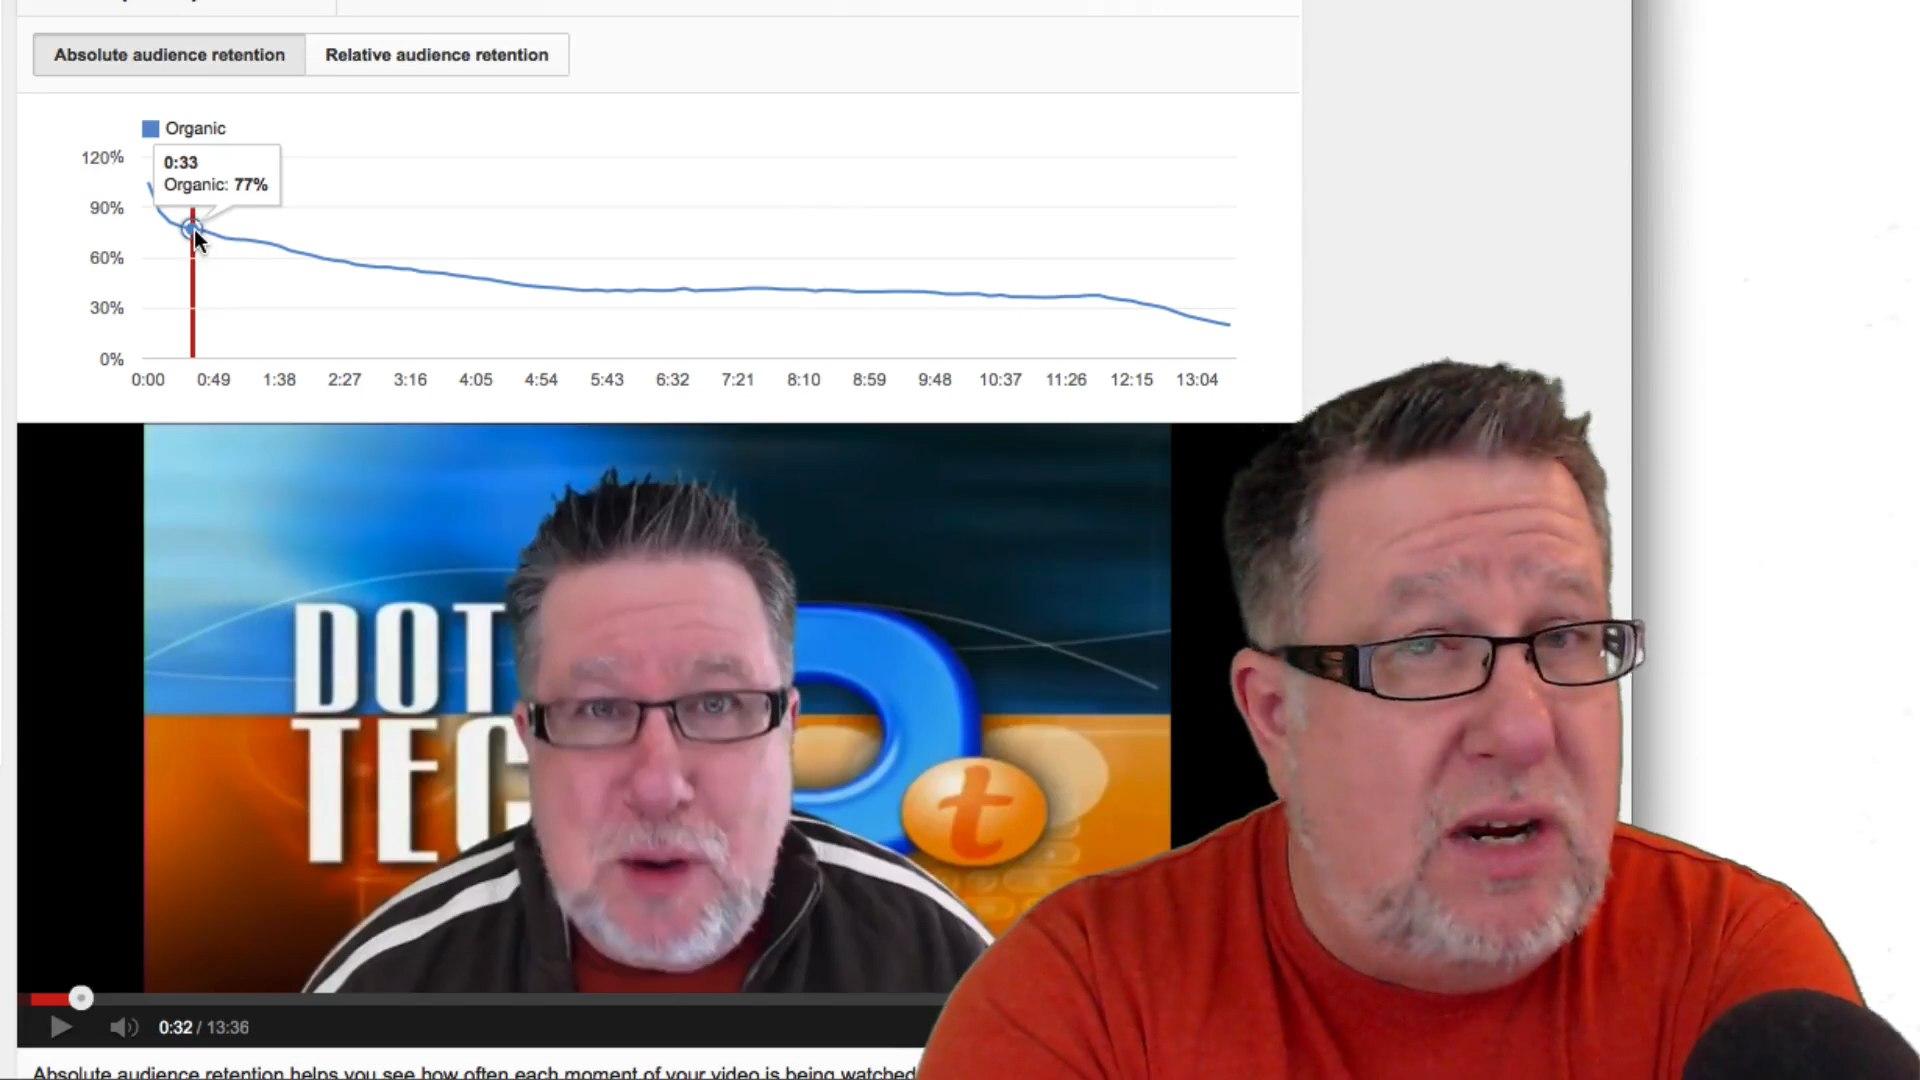 Absolute audience retention
Relative audience retention
Organic
0:33
Organic: 77%
120%
90%
60%
30%
0%
0:00 0:49 1:38 2:27 3:16 4:05 4:54 5:43 6:32 7:21 8:10 8:59 9:48 10:37 11:26 12:15 13:04
DOT
TEC
t
0:32 / 13:36
Absolute audience retention helps you see how often each moment of your video is being watched